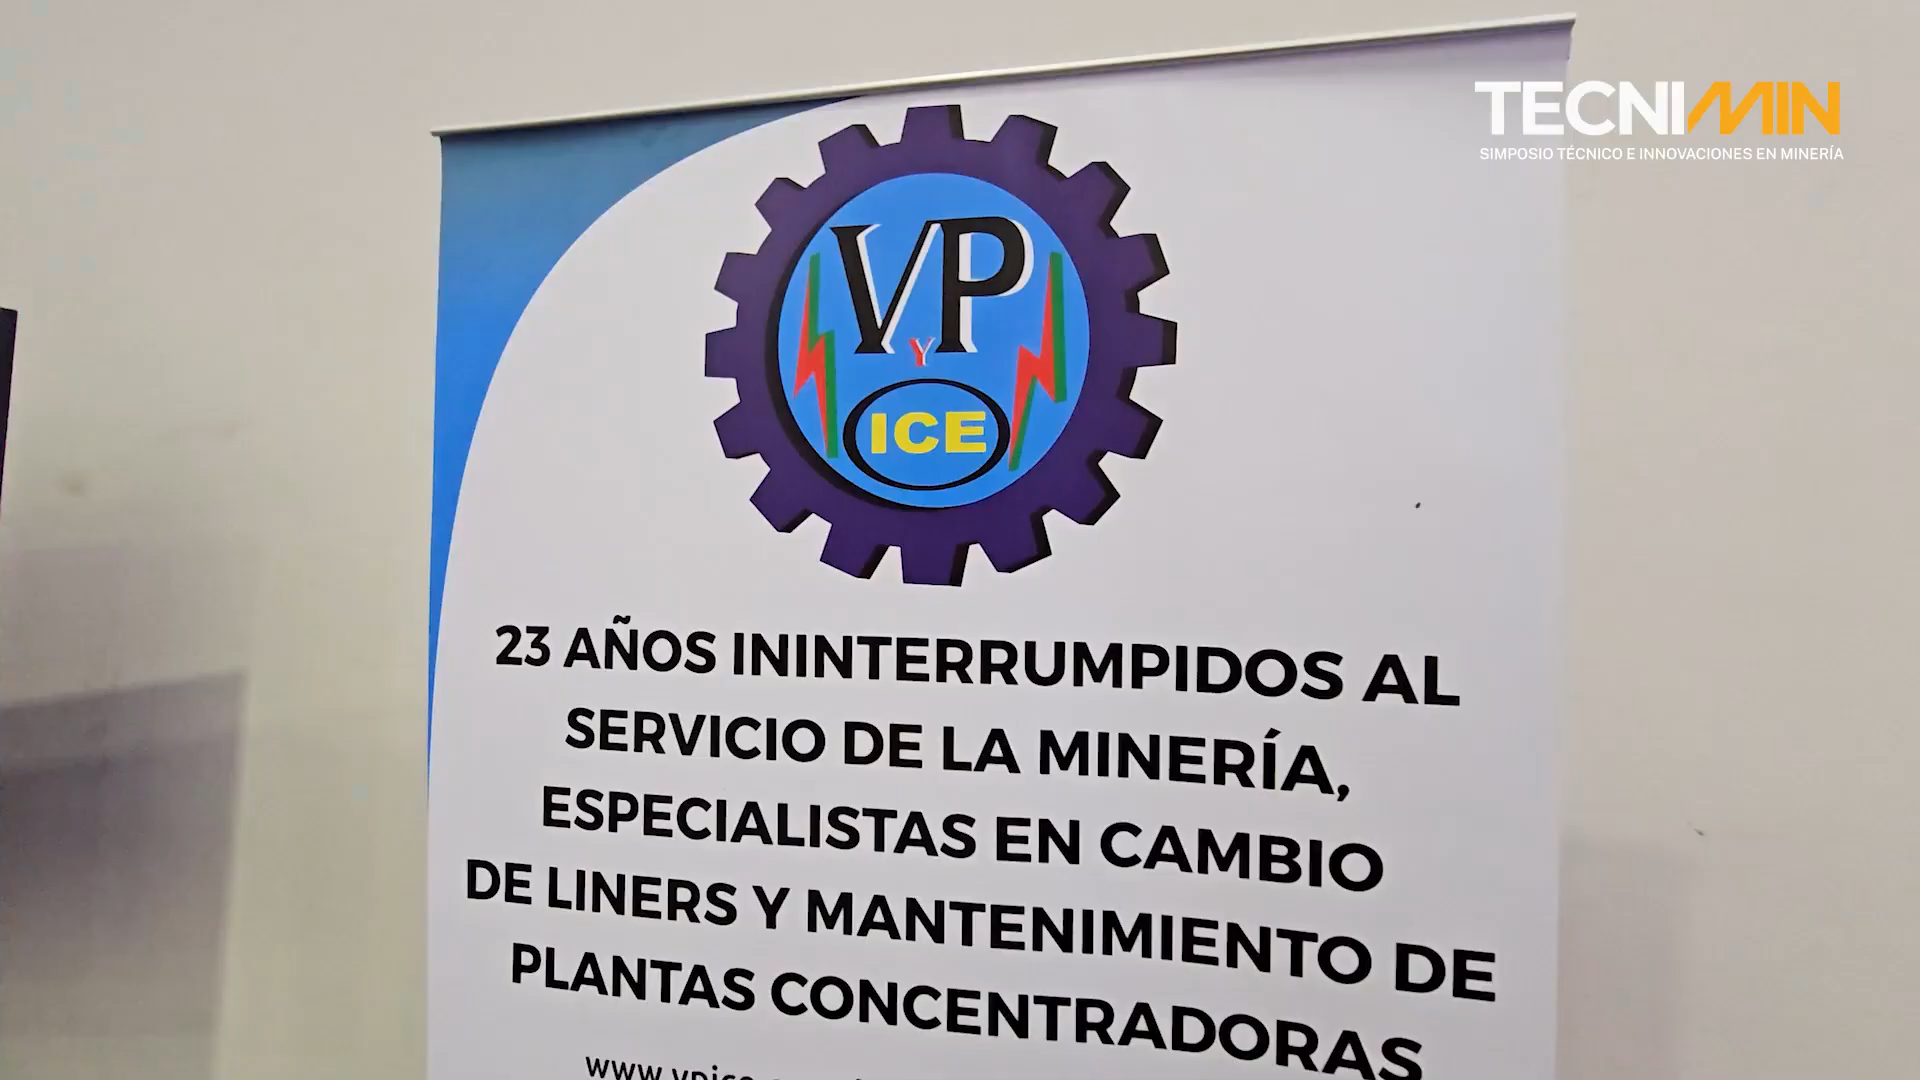 TECNIMIN
SIMPOSIO TÉCNICO E INNOVACIONES EN MINERÍA
VP
Y
ICE
23 AÑOS ININTERRUMPIDOS AL
SERVICIO DE LA MINERÍA,
ESPECIALISTAS EN CAMBIO
DE LINERS Y MANTENIMIENTO DE
PLANTAS CONCENTRADORAS